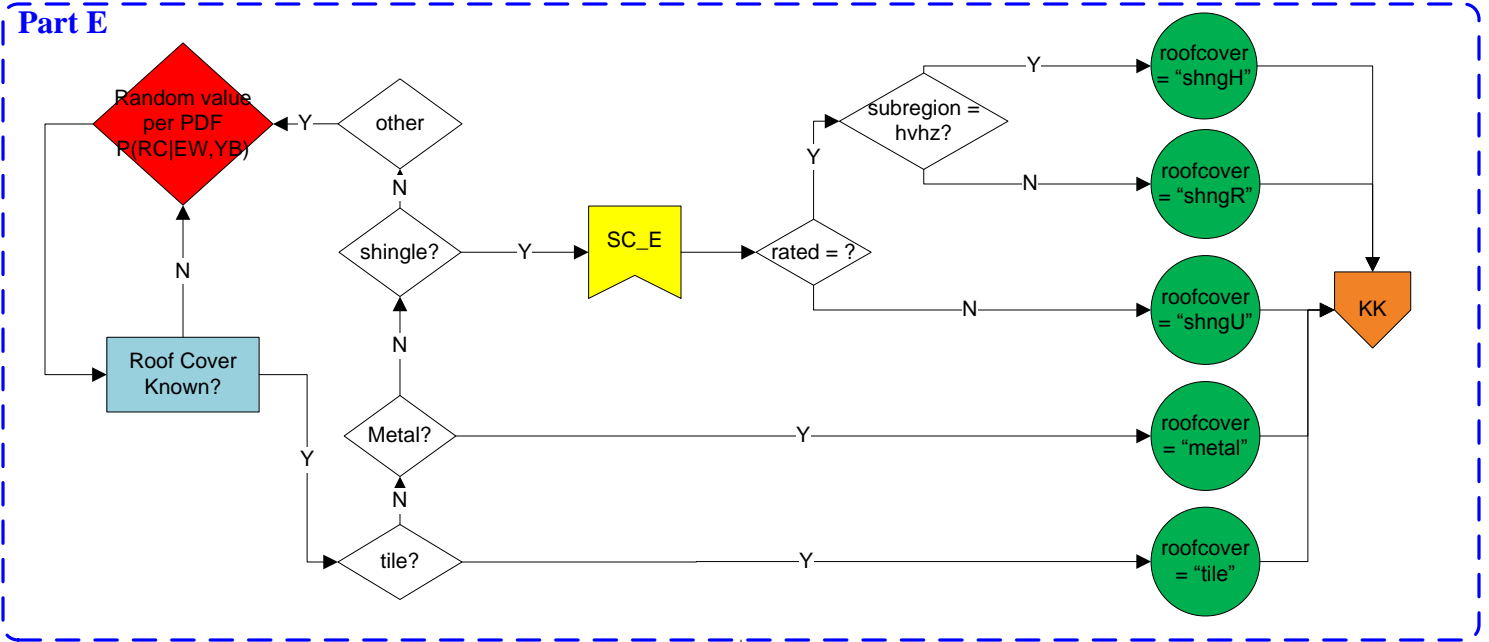 Part E
Random value
per PDF
P(RC|EW,YB)
Y
other
N
shingle?
Y
SC_E
rated = ?
Y
subregion =
hvhz?
Y
roofcover
= “shngH”
N
roofcover
= “shngR”
N
roofcover
= “shngU”
KK
N
Roof Cover
Known?
Y
N
Metal?
Y
roofcover
= “metal”
N
tile?
Y
roofcover
= “tile”